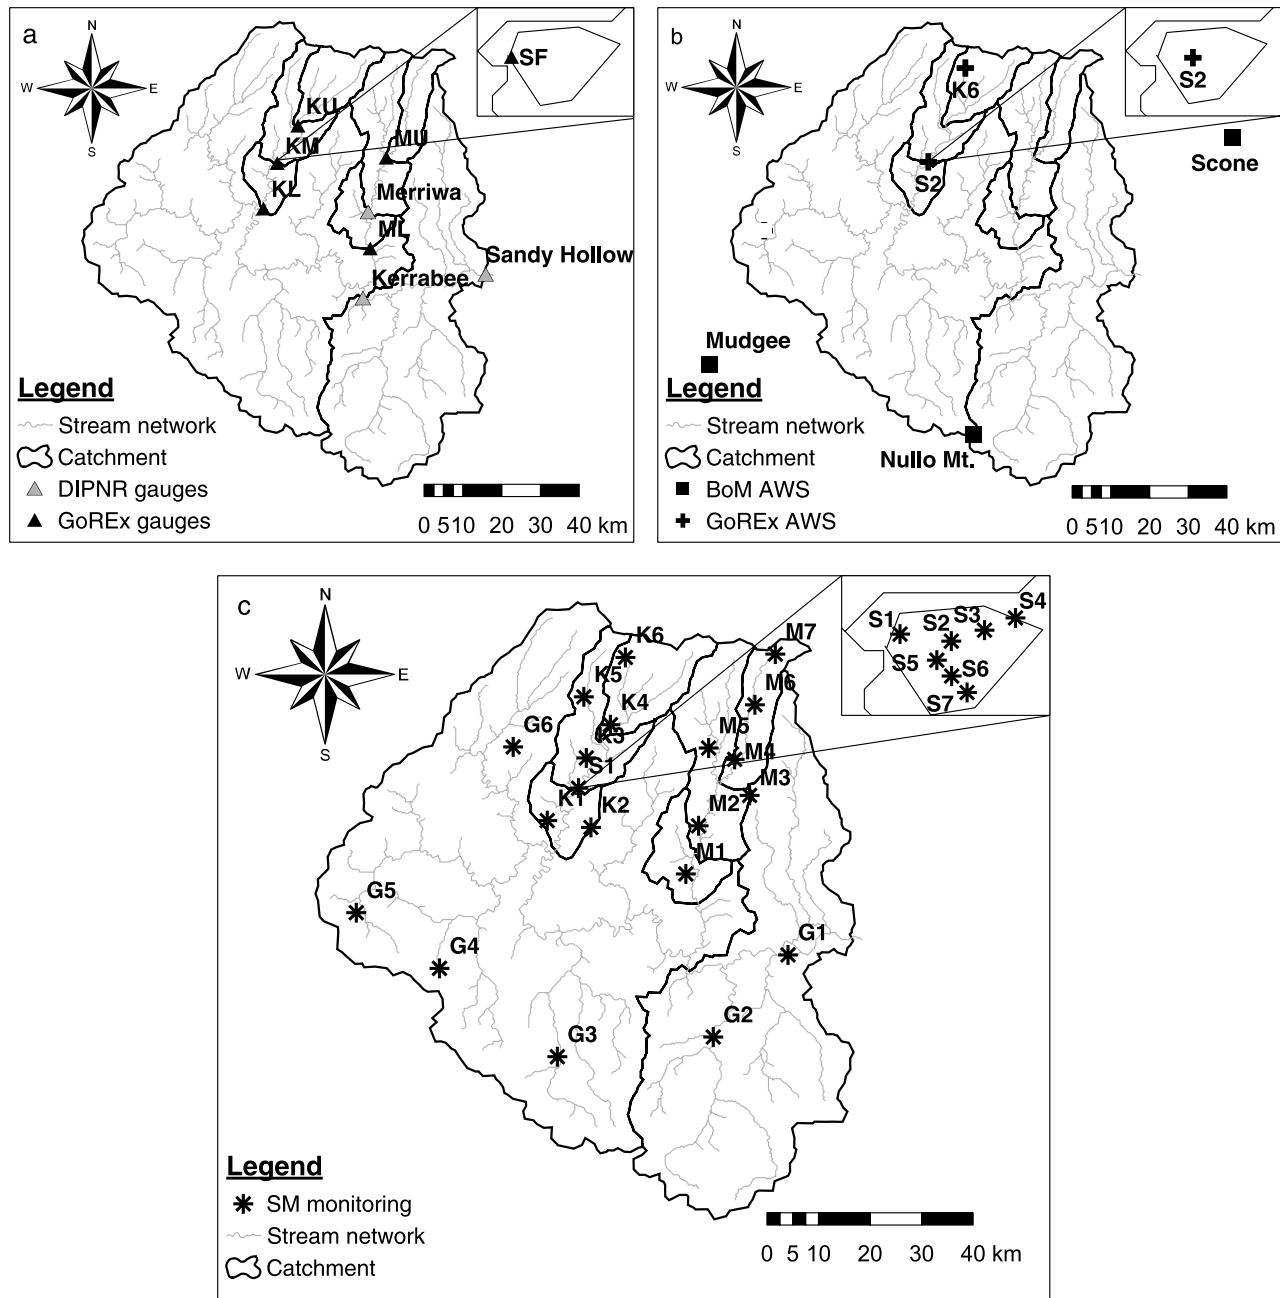 a
N
W
E
S
SF
KU
KM
MU
KL
Merriwa
ML
Sandy Hollow
Kerrabee
Legend
Stream network
Catchment
DIPNR gauges
GoREx gauges
0 5 10 20 30 40 km
b
N
W
E
S
S2
K6
Scone
S2
Mudgee
Legend
Stream network
Catchment
Nullo Mt.
BoM AWS
GoREx AWS
0 5 10 20 30 40 km
c
N
W
E
S
S4
S1
S2
S3
S5
S6
S7
K6
M7
K5
M6
K4
G6
K3
M5
S1
M4
K1
K2
M2
M3
M1
G5
G4
G1
G2
G3
Legend
SM monitoring
Stream network
Catchment
0 5 10 20 30 40 km